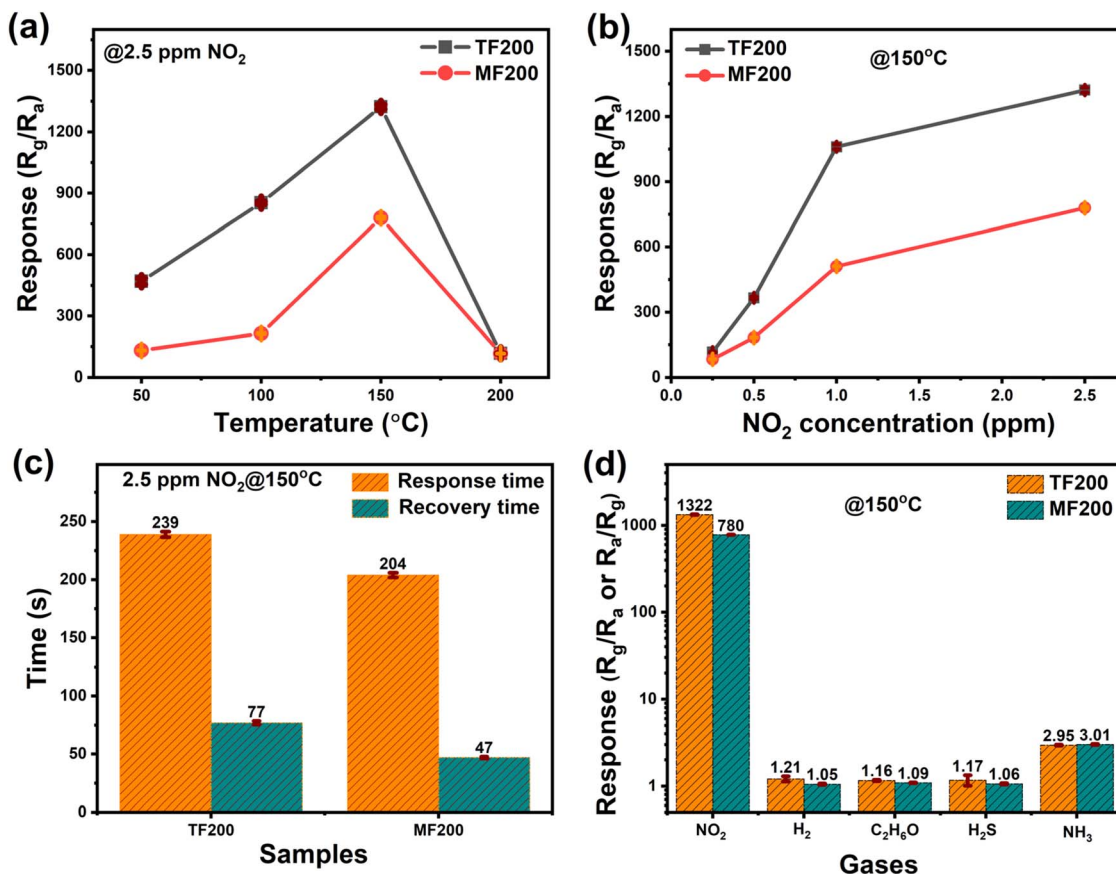 (a)
@2.5 ppm NO₂
TF200
MF200
1500
1200
900
600
300
0
Response (Rg/Ra)
50
100
150
200
Temperature (°C)
(b)
@150°C
TF200
MF200
1500
1200
900
600
300
0
Response (Rg/Ra)
0.0
0.5
1.0
1.5
2.0
2.5
NO₂ concentration (ppm)
(c)
2.5 ppm NO₂@150°C
Response time
Recovery time
250
200
150
100
50
0
Time (s)
239
77
204
47
TF200
MF200
Samples
(d)
@150°C
TF200
MF200
1000
100
10
1
Response (Rg/Ra or Ra/Rg)
1322
780
1.21
1.05
1.16
1.09
1.17
1.06
2.95
3.01
NO₂
H₂
C₂H₆O
H₂S
NH₃
Gases